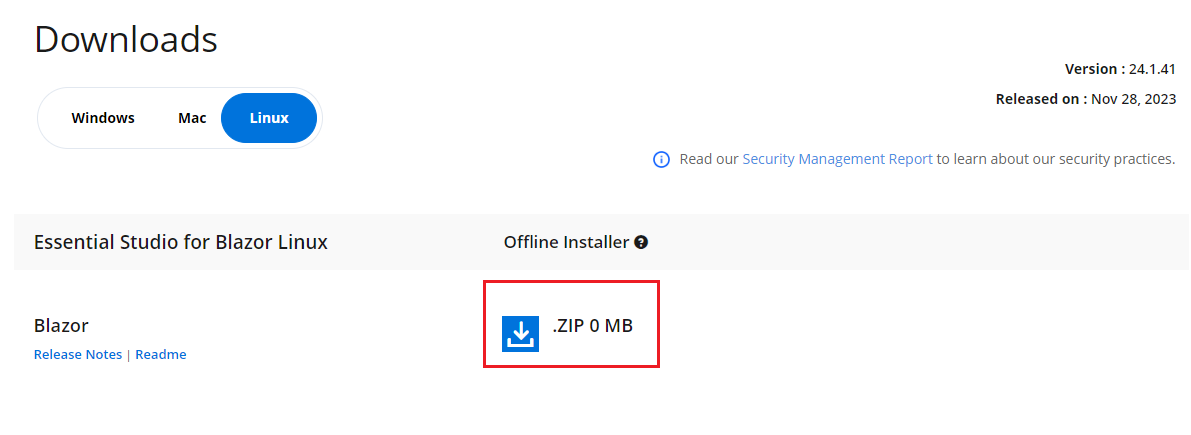 Downloads
Version : 24.1.41
Windows Mac Linux
Released on : Nov 28, 2023
Read our Security Management Report to learn about our security practices.
Essential Studio for Blazor Linux Offline Installer
Blazor .ZIP 0 MB
Release Notes | Readme